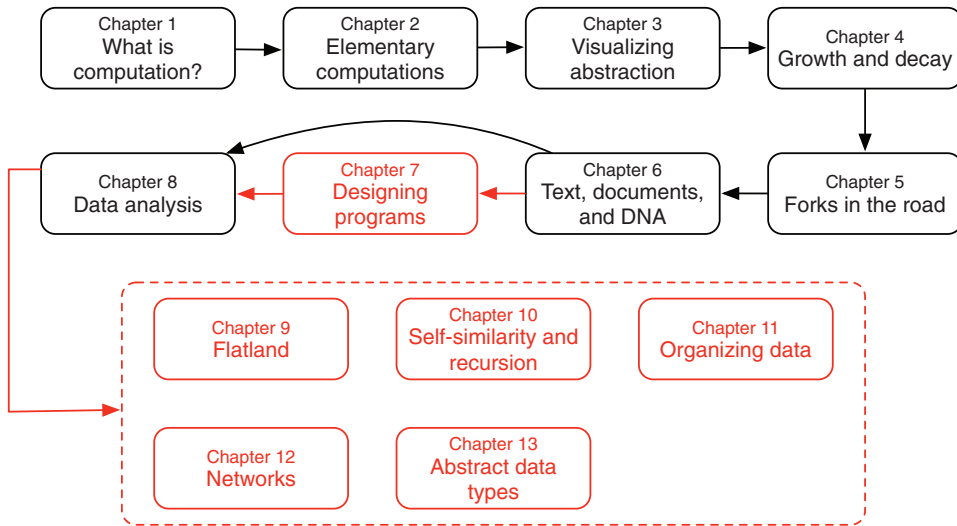 Chapter 1
What is
computation?
Chapter 2
Elementary
computations
Chapter 3
Visualizing
abstraction
Chapter 4
Growth and decay
Chapter 8
Data analysis
Chapter 7
Designing
programs
Chapter 6
Text, documents,
and DNA
Chapter 5
Forks in the road
Chapter 9
Flatland
Chapter 10
Self-similarity and
recursion
Chapter 11
Organizing data
Chapter 12
Networks
Chapter 13
Abstract data
types